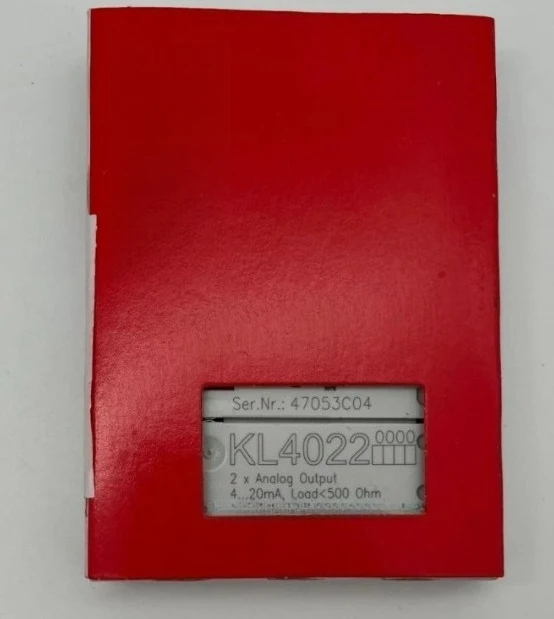 Ser.Nr.: 47053C04
KL4022 0000
2 x Analog Output
4...20mA, Load<500 Ohm